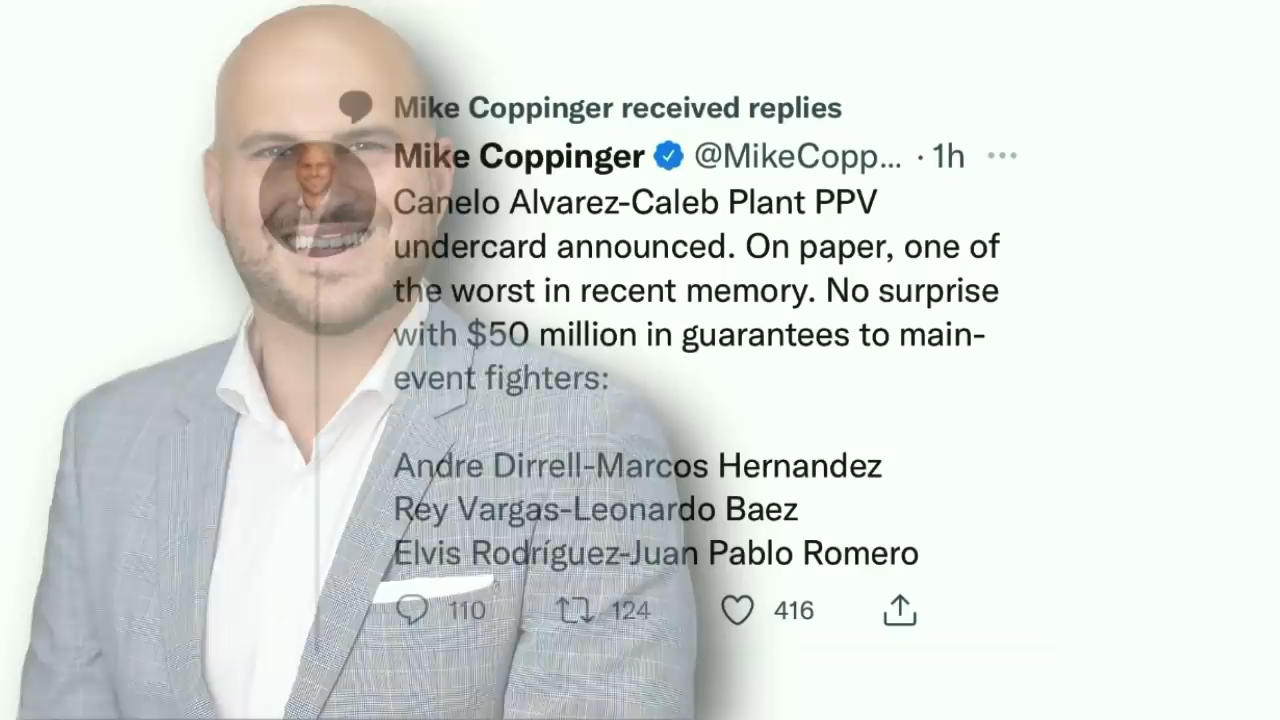 Mike Coppinger received replies
Mike Coppinger @MikeCopp... · 1h ...
Canelo Alvarez-Caleb Plant PPV
undercard announced. On paper, one of
the worst in recent memory. No surprise
with $50 million in guarantees to main-
event fighters:
Andre Dirrell-Marcos Hernandez
Rey Vargas-Leonardo Baez
Elvis Rodríguez-Juan Pablo Romero
110 124 416